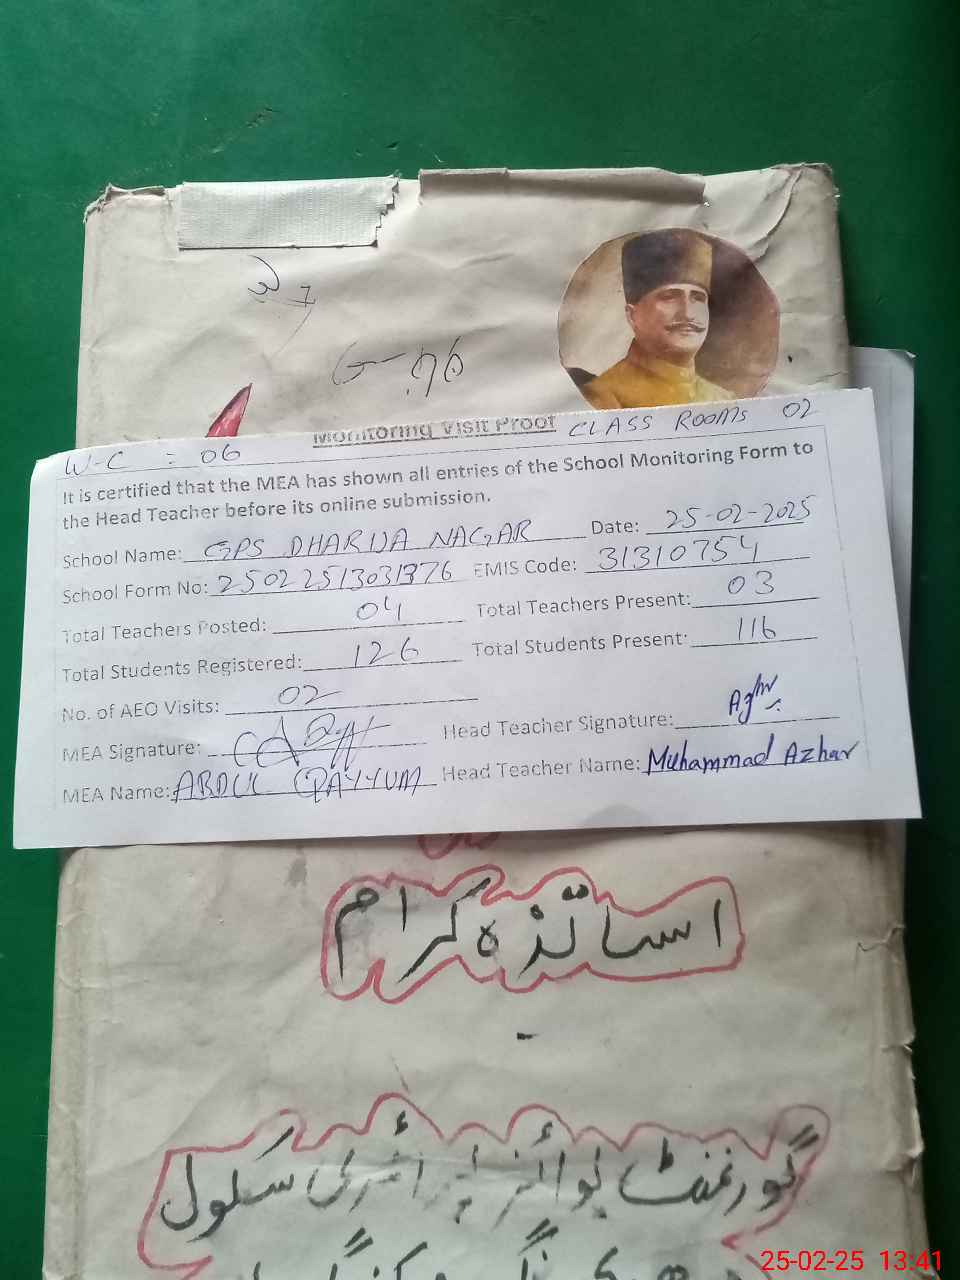 Monitoring Visit Proof CLASS ROOMS 02
W-C : 06
It is certified that the MEA has shown all entries of the School Monitoring Form to
the Head Teacher before its online submission.
School Name: GPS DHARIJA NAGAR Date: 25-02-2025
School Form No: 25022513031376 EMIS Code: 31310754
Total Teachers Posted: 04 Total Teachers Present: 03
Total Students Registered: 126 Total Students Present: 116
No. of AEO Visits: 02
MEA Signature: Head Teacher Signature: Azhr
MEA Name: ABDUL QAYYUM Head Teacher Name: Muhammad Azhar
اساتذہ کرام
گورنمنٹ بوائز پرائمری سکول
25-02-25 13:41